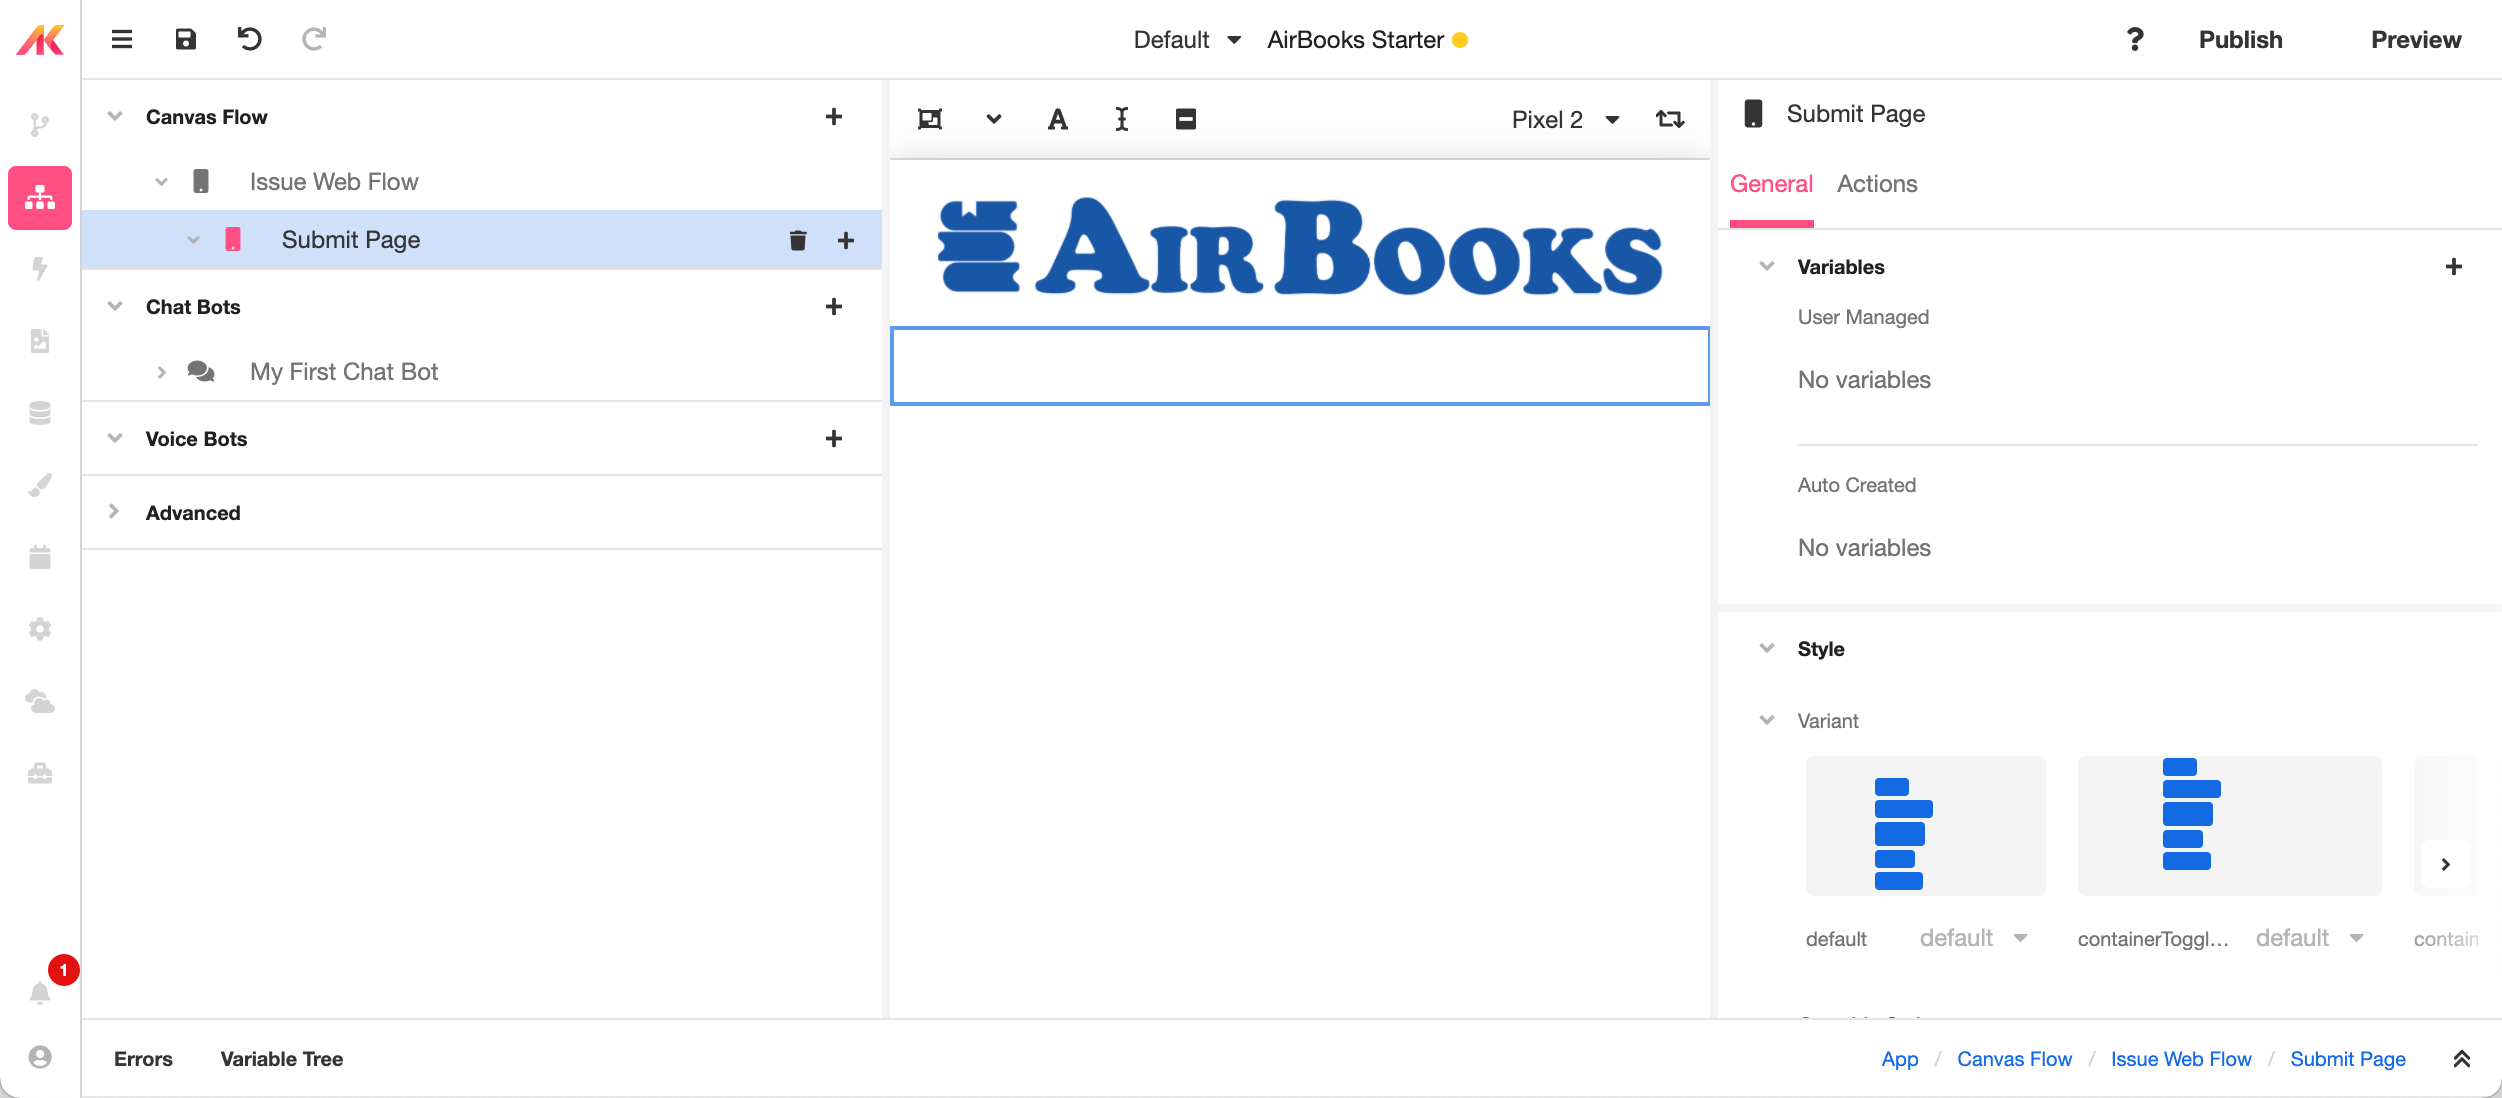 Default
AirBooks Starter
?
Publish
Preview
Canvas Flow
Issue Web Flow
Submit Page
Chat Bots
My First Chat Bot
Voice Bots
Advanced
A
Pixel 2
AIR BOOKS
Submit Page
General Actions
Variables
User Managed
No variables
Auto Created
No variables
Style
Variant
default default containerToggl... default contain
1
Errors Variable Tree
App / Canvas Flow / Issue Web Flow / Submit Page